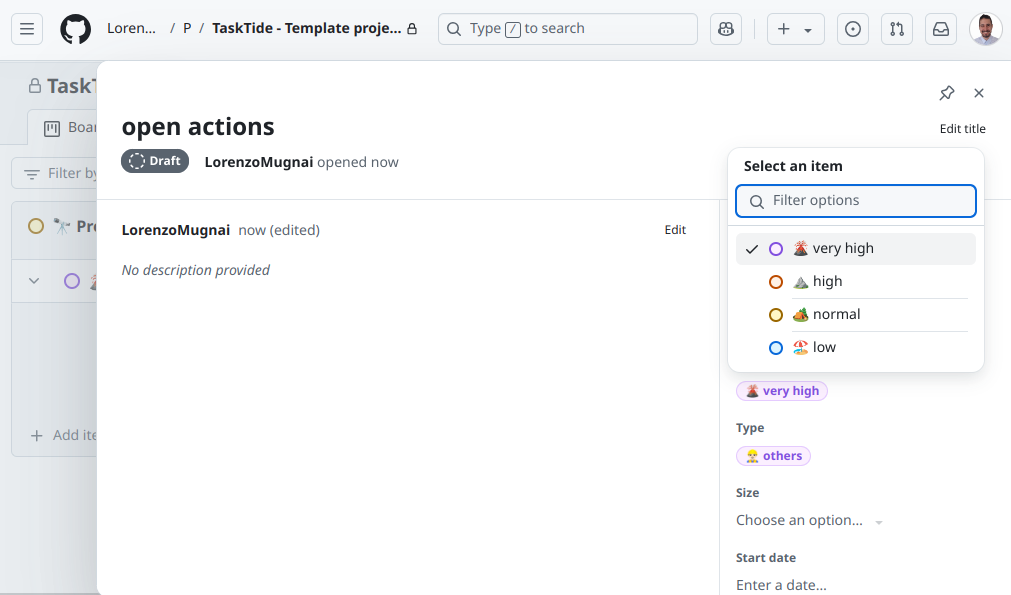 Loren... / P / TaskTide - Template proje...
Type / to search
TaskT
Boar
Filter by
Pre
Add ite
open actions
Edit title
Draft
LorenzoMugnai opened now
LorenzoMugnai now (edited)
Edit
No description provided
Select an item
Filter options
very high
high
normal
low
very high
Type
others
Size
Choose an option...
Start date
Enter a date...